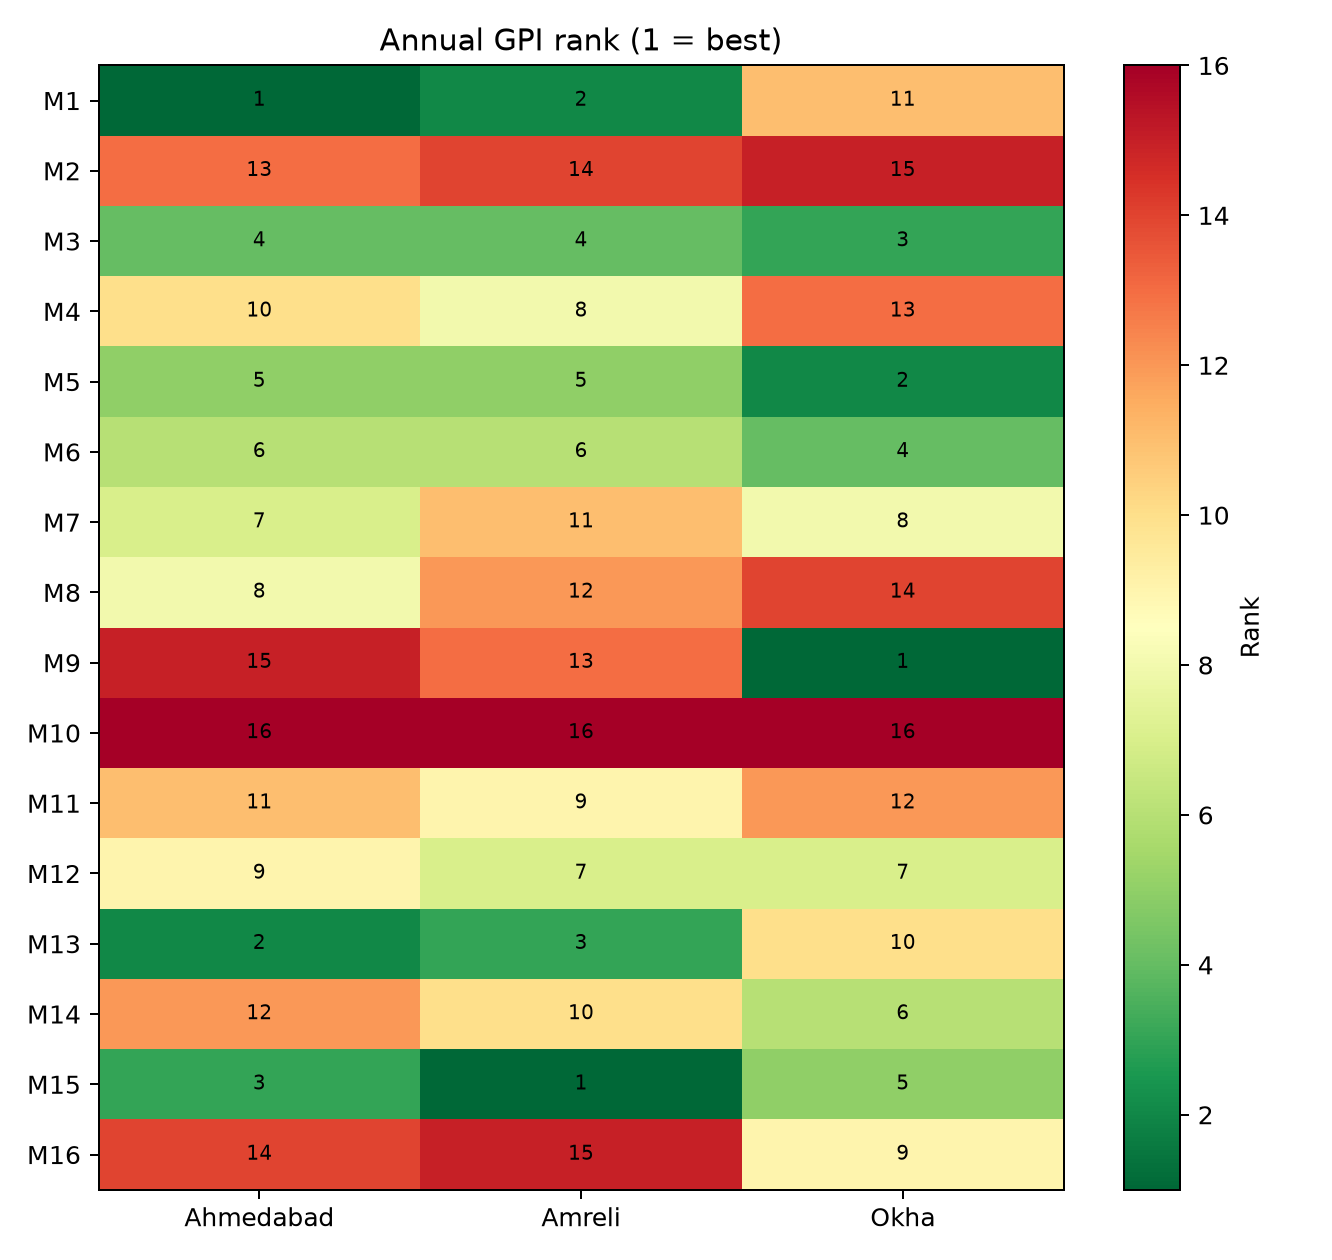 Annual GPI rank (1 = best)
M1 1 2 11
M2 13 14 15
M3 4 4 3
M4 10 8 13
M5 5 5 2
M6 6 6 4
M7 7 11 8
M8 8 12 14
M9 15 13 1
M10 16 16 16
M11 11 9 12
M12 9 7 7
M13 2 3 10
M14 12 10 6
M15 3 1 5
M16 14 15 9
Ahmedabad Amreli Okha
16
14
12
10
8
6
4
2
Rank